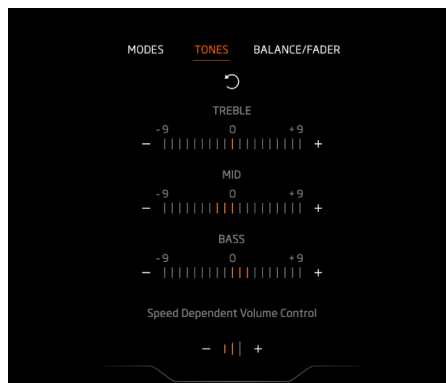 MODES TONES BALANCE/FADER
TREBLE
-9 0 +9
- +
MID
-9 0 +9
- +
BASS
-9 0 +9
- +
Speed Dependent Volume Control
- +